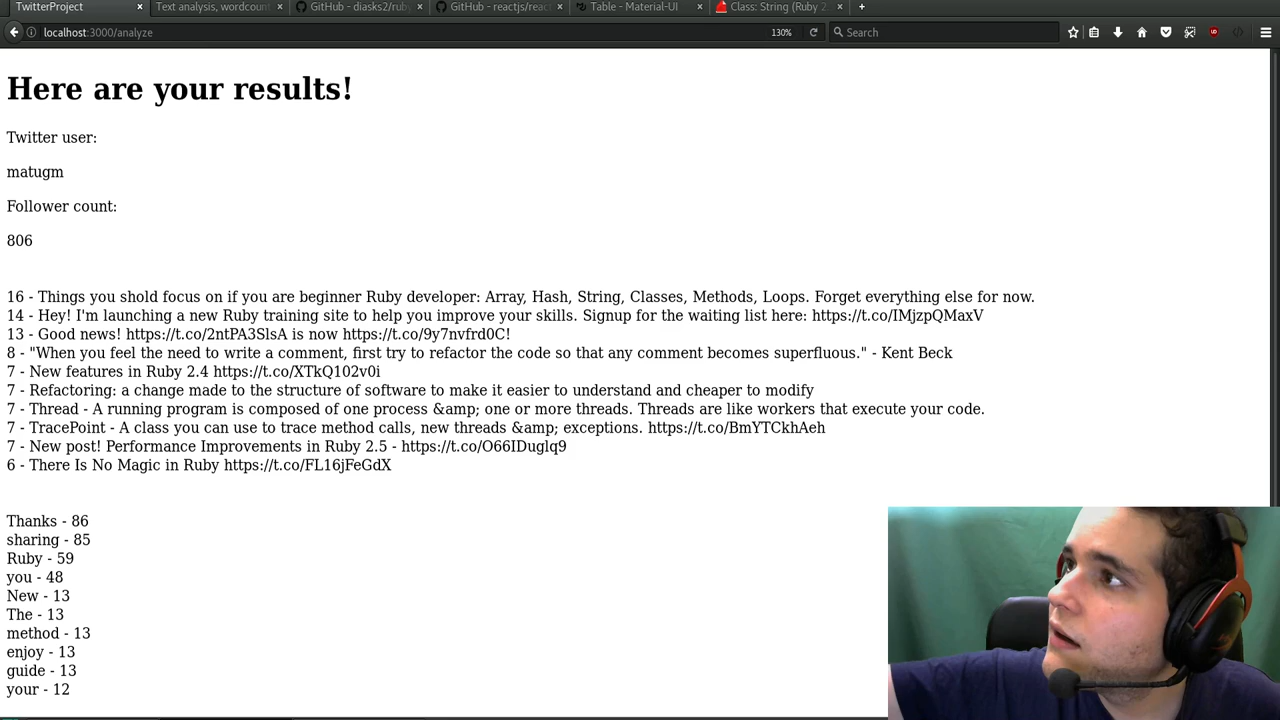 TwitterProject
Text analysis, wordcount
GitHub - diasks2/ruby
GitHub - reactjs/react
Table - Material-UI
Class: String (Ruby 2
localhost:3000/analyze
130%
Search
Here are your results!
Twitter user:
matugm
Follower count:
806
16 - Things you shold focus on if you are beginner Ruby developer: Array, Hash, String, Classes, Methods, Loops. Forget everything else for now.
14 - Hey! I'm launching a new Ruby training site to help you improve your skills. Signup for the waiting list here: https://t.co/IMjzpQMaxV
13 - Good news! https://t.co/2ntPA3SlsA is now https://t.co/9y7nvfrd0C!
8 - "When you feel the need to write a comment, first try to refactor the code so that any comment becomes superfluous." - Kent Beck
7 - New features in Ruby 2.4 https://t.co/XTkQ102v0i
7 - Refactoring: a change made to the structure of software to make it easier to understand and cheaper to modify
7 - Thread - A running program is composed of one process &amp; one or more threads. Threads are like workers that execute your code.
7 - TracePoint - A class you can use to trace method calls, new threads &amp; exceptions. https://t.co/BmYTCkhAeh
7 - New post! Performance Improvements in Ruby 2.5 - https://t.co/O66IDuglq9
6 - There Is No Magic in Ruby https://t.co/FL16jFeGdX
Thanks - 86
sharing - 85
Ruby - 59
you - 48
New - 13
The - 13
method - 13
enjoy - 13
guide - 13
your - 12